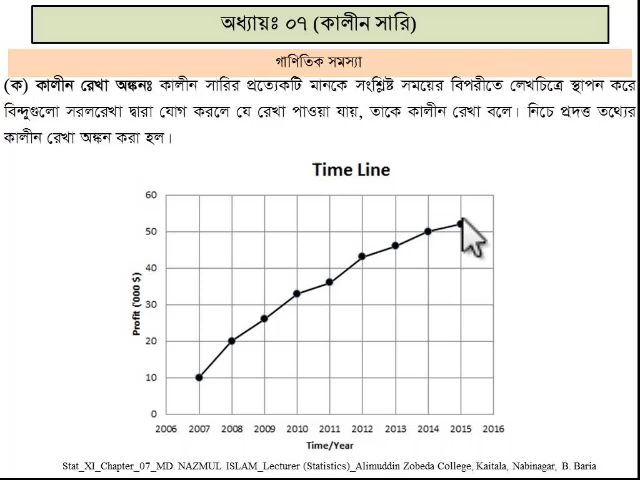 অধ্যায়ঃ ০৭ (কালীন সারি)
গাণিতিক সমস্যা
(ক) কালীন রেখা অঙ্কনঃ কালীন সারির প্রত্যেকটি মানকে সংশ্লিষ্ট সময়ের বিপরীতে লেখচিত্রে স্থাপন করে
বিন্দুগুলো সরলরেখা দ্বারা যোগ করলে যে রেখা পাওয়া যায়, তাকে কালীন রেখা বলে। নিচে প্রদত্ত তথ্যের
কালীন রেখা অঙ্কন করা হল।
Time Line
60
50
40
30
20
10
0
Profit ('000 $)
2006 2007 2008 2009 2010 2011 2012 2013 2014 2015 2016
Time/Year
Stat_XI_Chapter_07_MD. NAZMUL ISLAM_Lecturer (Statistics)_Alimuddin Zobeda College, Kaitala, Nabinagar, B. Baria